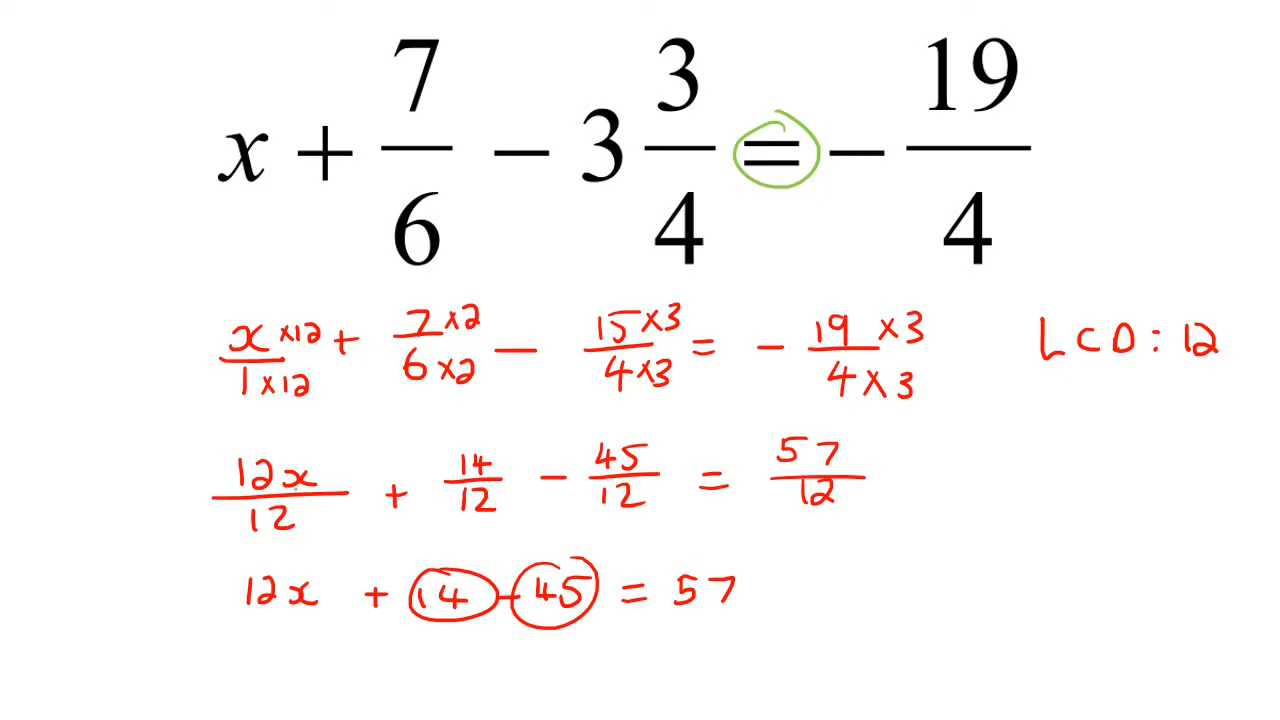 x + 7/6 − 3 3/4 = − 19/4
x ×12 / 1 ×12 + 7 ×2 / 6 ×2 − 15 ×3 / 4 ×3 = − 19 ×3 / 4 ×3
LCD: 12
12x/12 + 14/12 − 45/12 = 57/12
12x + 14 − 45 = 57